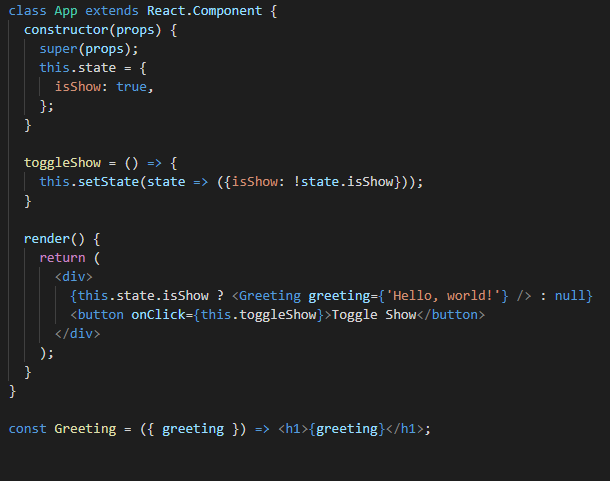 class App extends React.Component {
  constructor(props) {
    super(props);
    this.state = {
      isShow: true,
    };
  }

  toggleShow = () => {
    this.setState(state => ({isShow: !state.isShow}));
  }

  render() {
    return (
      <div>
        {this.state.isShow ? <Greeting greeting={'Hello, world!'} /> : null}
        <button onClick={this.toggleShow}>Toggle Show</button>
      </div>
    );
  }
}

const Greeting = ({ greeting }) => <h1>{greeting}</h1>;